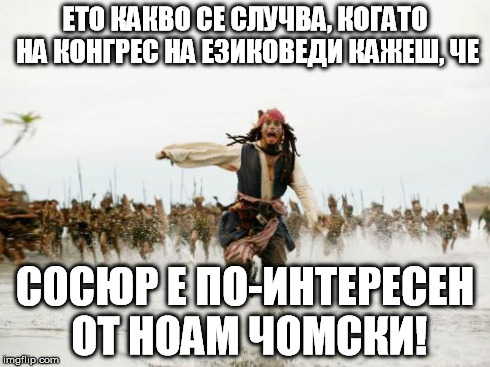 ЕТО КАКВО СЕ СЛУЧВА, КОГАТО
НА КОНГРЕС НА ЕЗИКОВЕДИ КАЖЕШ, ЧЕ
СОСЮР Е ПО-ИНТЕРЕСЕН
ОТ НОАМ ЧОМСКИ!
imgflip.com